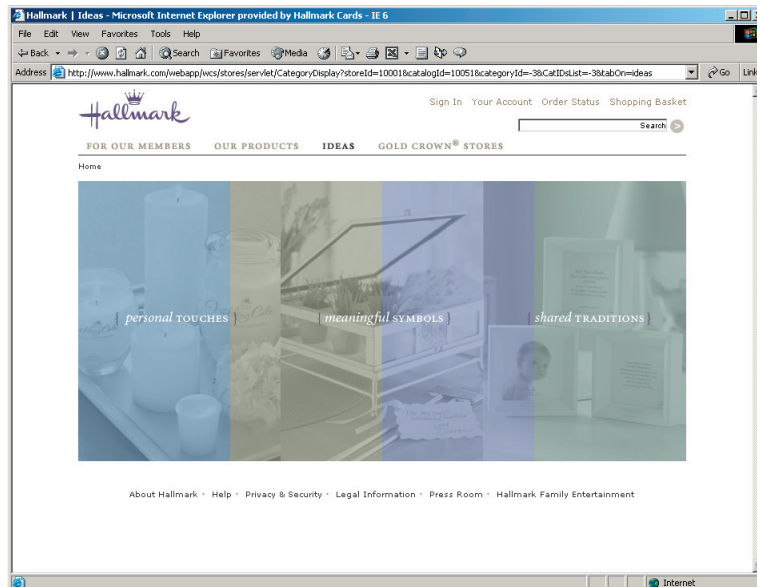 Hallmark | Ideas - Microsoft Internet Explorer provided by Hallmark Cards - IE 6
File Edit View Favorites Tools Help
Back Search Favorites Media
Address http://www.hallmark.com/webapp/wcs/stores/servlet/CategoryDisplay?storeId=10001&catalogId=10051&categoryId=-3&CatIDsList=-3&tabOn=ideas Go Link
Hallmark
Sign In Your Account Order Status Shopping Basket
Search
FOR OUR MEMBERS OUR PRODUCTS IDEAS GOLD CROWN® STORES
Home
{ personal TOUCHES } { meaningful SYMBOLS } { shared TRADITIONS }
About Hallmark · Help · Privacy & Security · Legal Information · Press Room · Hallmark Family Entertainment
Internet